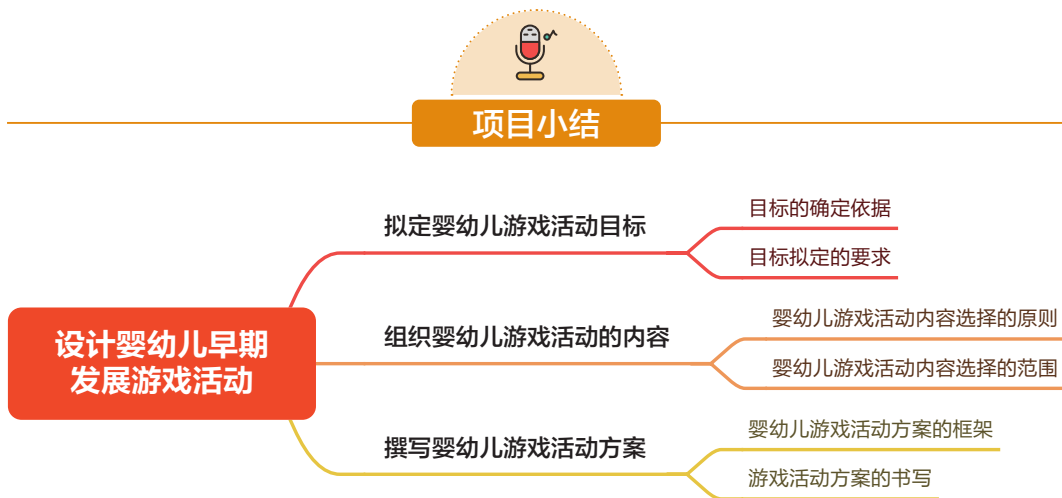 项目小结
设计婴幼儿早期
发展游戏活动
拟定婴幼儿游戏活动目标
目标的确定依据
目标拟定的要求
组织婴幼儿游戏活动的内容
婴幼儿游戏活动内容选择的原则
婴幼儿游戏活动内容选择的范围
撰写婴幼儿游戏活动方案
婴幼儿游戏活动方案的框架
游戏活动方案的书写